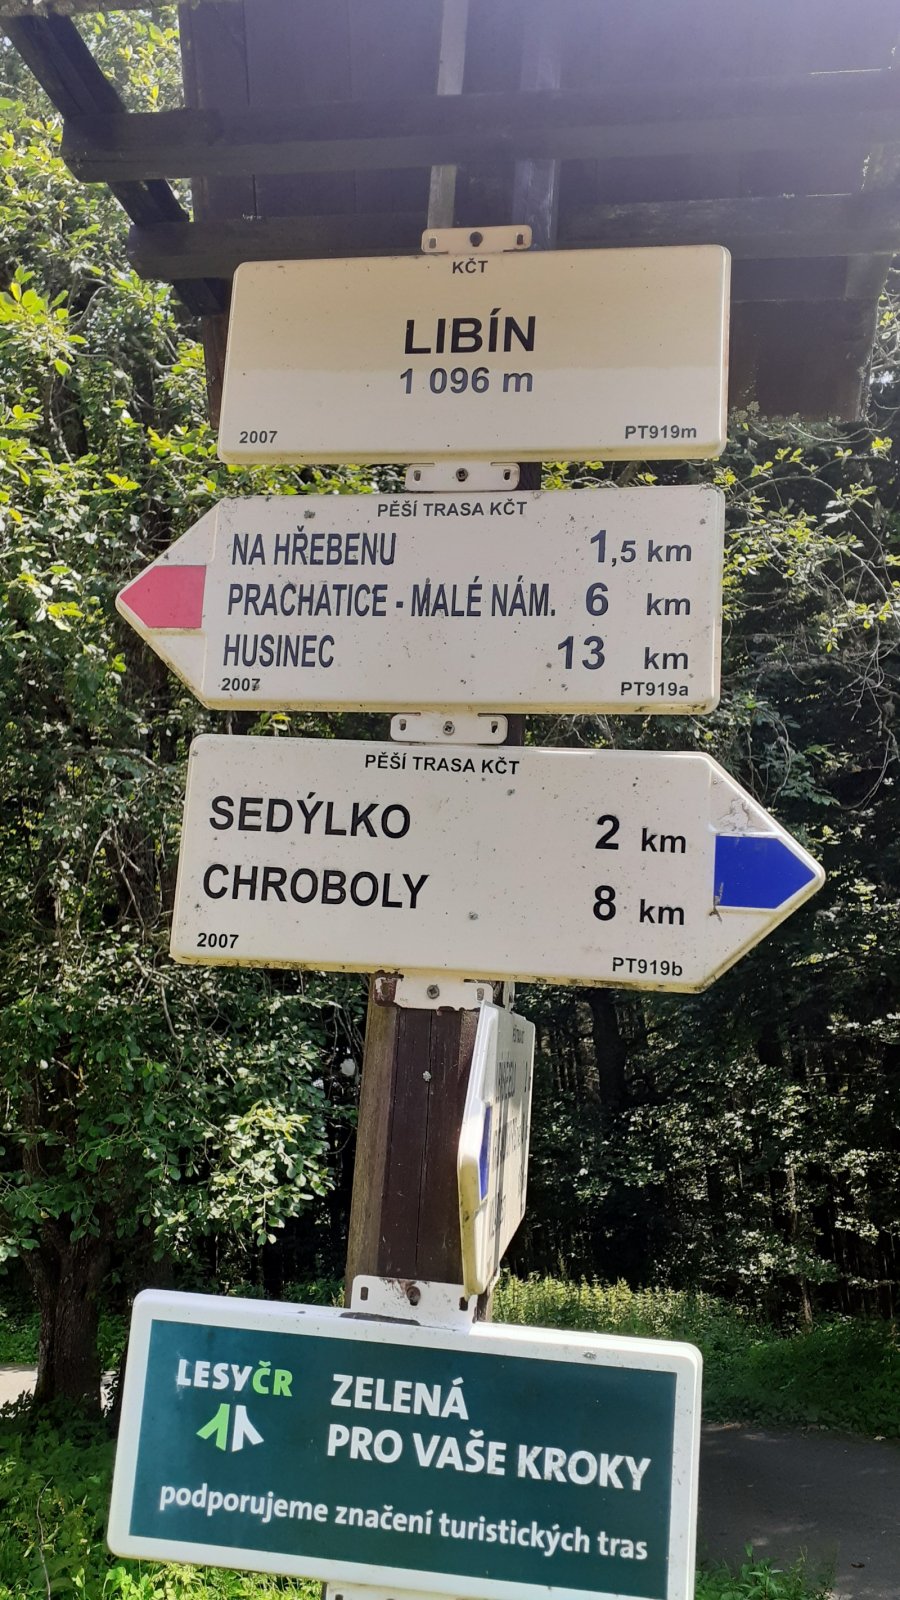 KČT
LIBÍN
1 096 m
2007 PT919m
PĚŠÍ TRASA KČT
NA HŘEBENU 1,5 km
PRACHATICE - MALÉ NÁM. 6 km
HUSINEC 13 km
2007 PT919a
PĚŠÍ TRASA KČT
SEDÝLKO 2 km
CHROBOLY 8 km
2007 PT919b
LESYČR
ZELENÁ
PRO VAŠE KROKY
podporujeme značení turistických tras